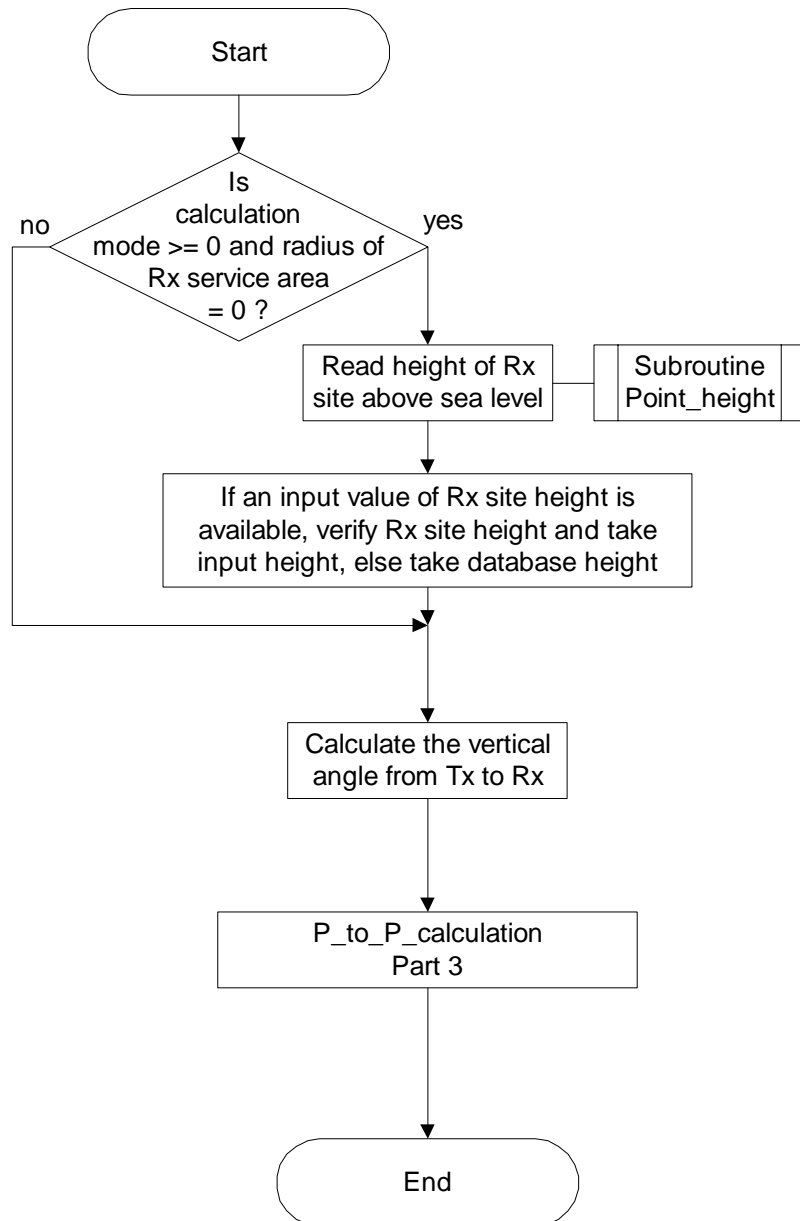 Start
Is
calculation
mode >= 0 and radius of
Rx service area
= 0 ?
no
yes
Read height of Rx
site above sea level
Subroutine
Point_height
If an input value of Rx site height is
available, verify Rx site height and take
input height, else take database height
Calculate the vertical
angle from Tx to Rx
P_to_P_calculation
Part 3
End